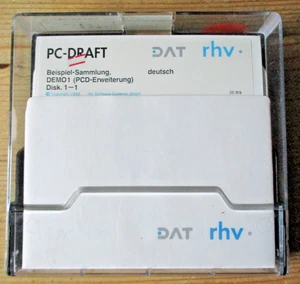 PC-DRAFT DAT rhv
Beispiel-Sammlung, deutsch
DEMO1 (PCD-Erweiterung)
Disk. 1-1
DAT rhv